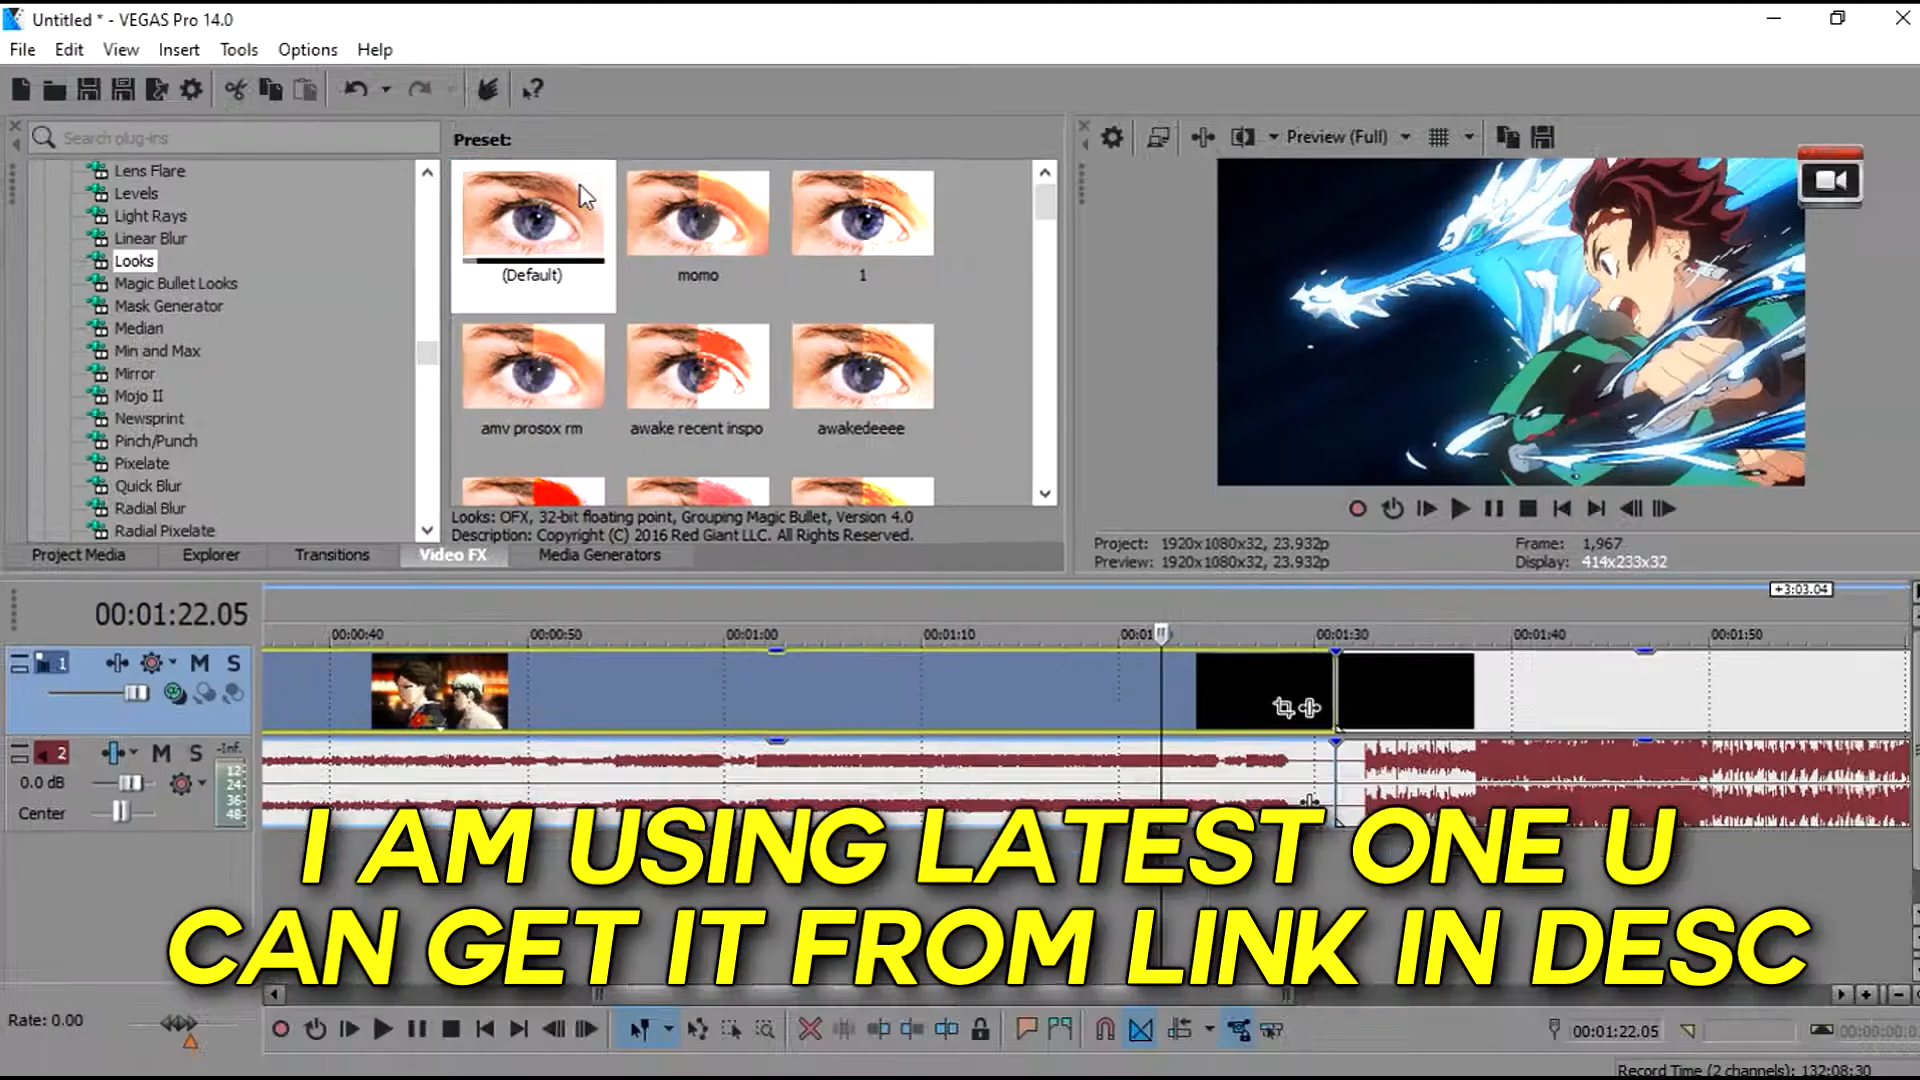 Untitled * - VEGAS Pro 14.0
File Edit View Insert Tools Options Help
Search plug-ins
Lens Flare
Levels
Light Rays
Linear Blur
Looks
Magic Bullet Looks
Mask Generator
Median
Min and Max
Mirror
Mojo II
Newsprint
Pinch/Punch
Pixelate
Quick Blur
Radial Blur
Radial Pixelate
Preset:
(Default) momo 1
amv prosox rm awake recent inspo awakedeeee
Looks: OFX, 32-bit floating point, Grouping Magic Bullet, Version 4.0
Description: Copyright (C) 2016 Red Giant LLC. All Rights Reserved.
Project Media Explorer Transitions Video FX Media Generators
Preview (Full)
Project: 1920x1080x32, 23.932p Frame: 1,967
Preview: 1920x1080x32, 23.932p Display: 414x233x32
+3:03.04
00:01:22.05
00:00:40 00:00:50 00:01:00 00:01:10 00:01:30 00:01:40 00:01:50
1 M S
2 M S -Inf.
0.0 dB
Center
12
24
36
48
I AM USING LATEST ONE U
CAN GET IT FROM LINK IN DESC
Rate: 0.00
00:01:22.05
Record Time (2 channels): 132:08:30